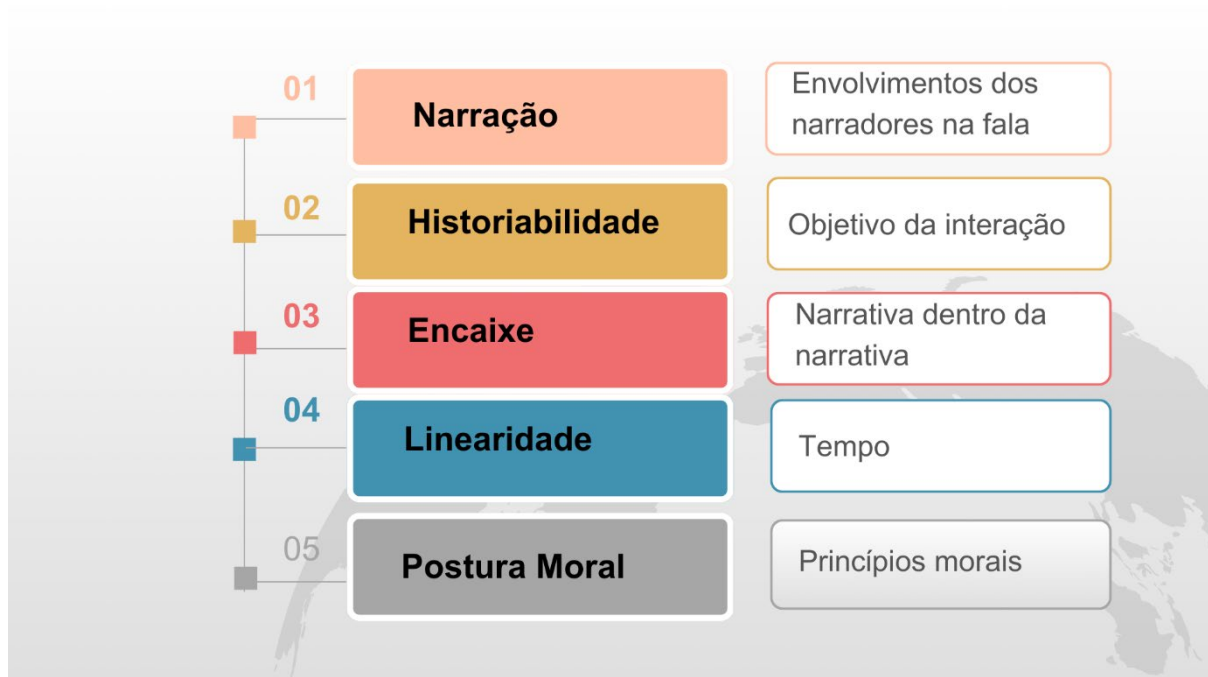 01
Narração
Envolvimentos dos
narradores na fala
02
Historiabilidade
Objetivo da interação
03
Encaixe
Narrativa dentro da
narrativa
04
Linearidade
Tempo
05
Postura Moral
Princípios morais